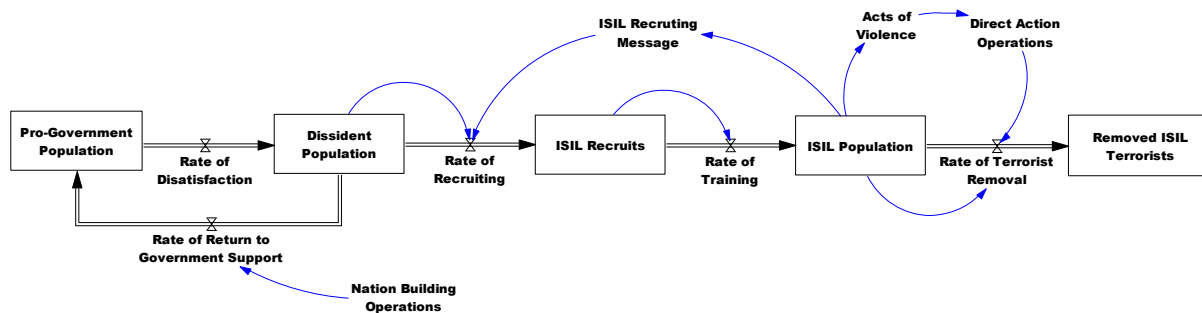 ISIL Recruting
Message
Acts of
Violence
Direct Action
Operations
Pro-Government
Population
Rate of
Disatisfaction
Dissident
Population
Rate of
Recruiting
ISIL Recruits
Rate of
Training
ISIL Population
Rate of Terrorist
Removal
Removed ISIL
Terrorists
Rate of Return to
Government Support
Nation Building
Operations